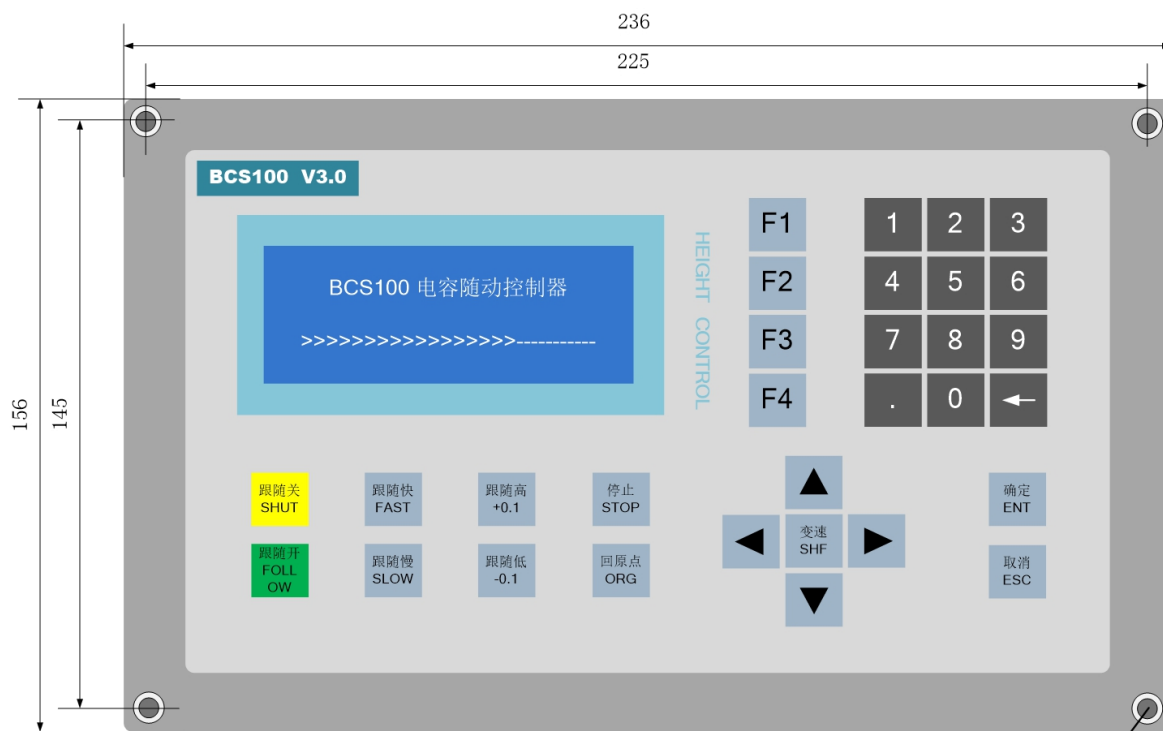 236
225
156
145
BCS100 V3.0
BCS100 电容随动控制器
>>>>>>>>>>>>>>>>>-----------
HEIGHT CONTROL
F1
F2
F3
F4
1 2 3
4 5 6
7 8 9
. 0 ←
跟随关
SHUT
跟随快
FAST
跟随高
+0.1
停止
STOP
跟随开
FOLL
OW
跟随慢
SLOW
跟随低
-0.1
回原点
ORG
▲
◀
变速
SHF
▶
▼
确定
ENT
取消
ESC